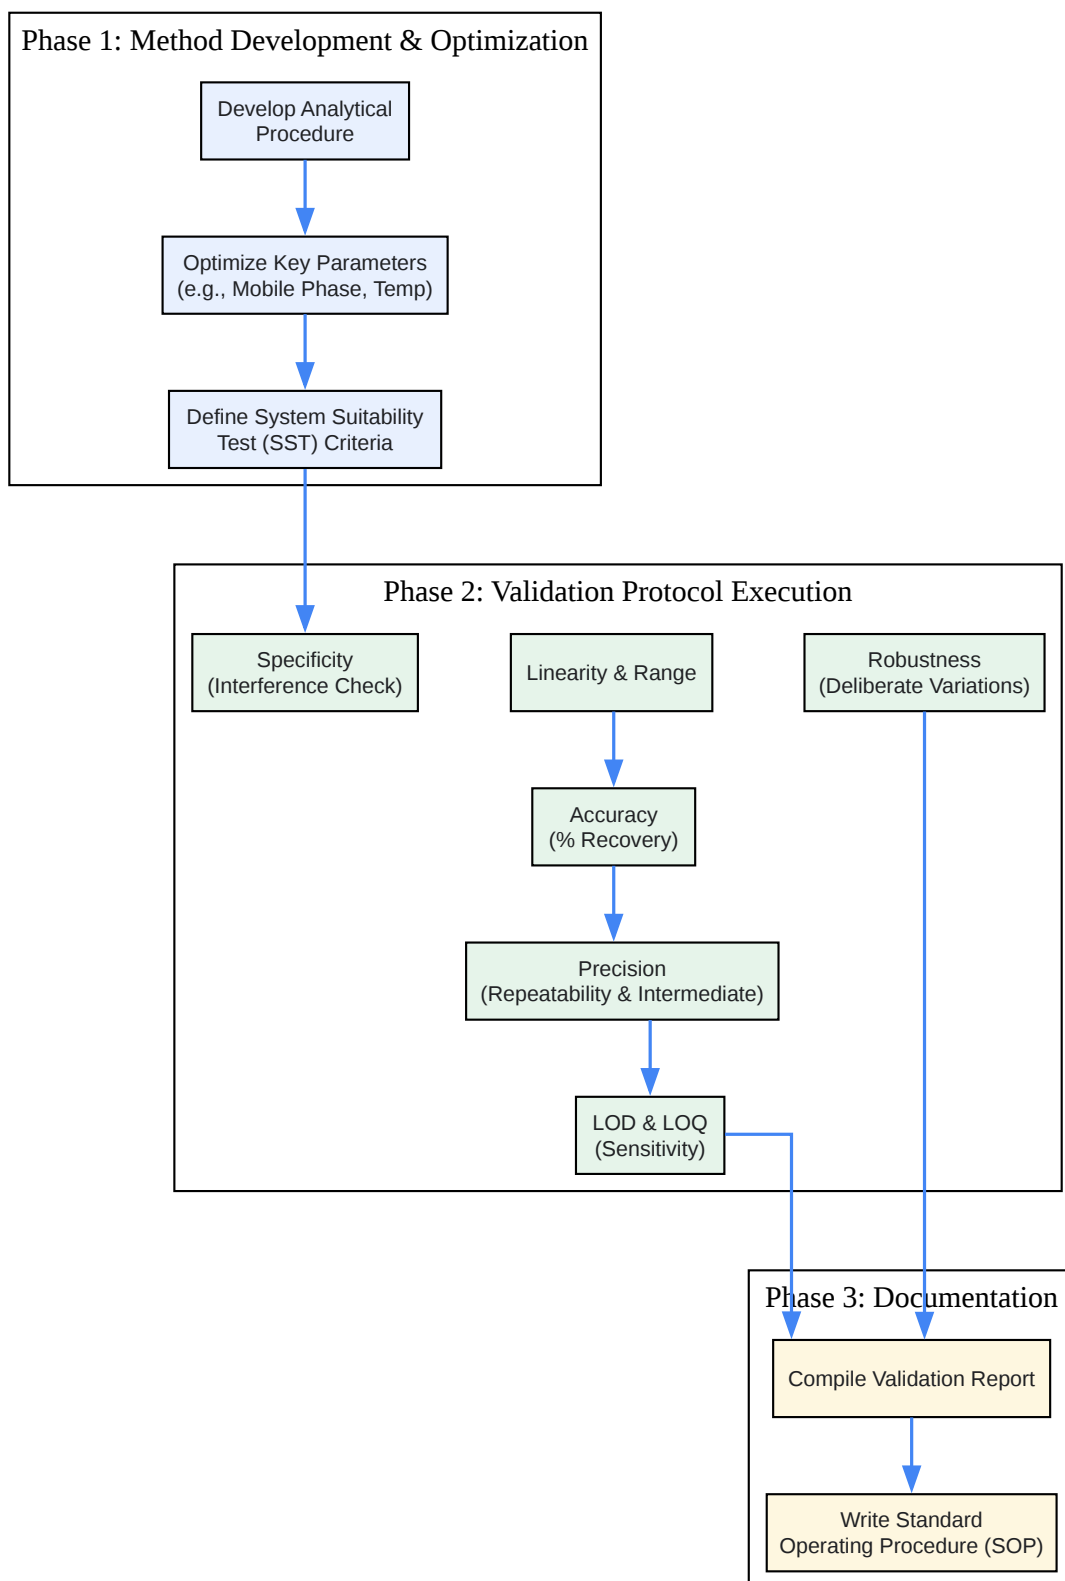 Phase 1: Method Development & Optimization
Develop Analytical
Procedure
Optimize Key Parameters
(e.g., Mobile Phase, Temp)
Define System Suitability
Test (SST) Criteria
Phase 2: Validation Protocol Execution
Specificity
(Interference Check)
Linearity & Range
Robustness
(Deliberate Variations)
Accuracy
(% Recovery)
Precision
(Repeatability & Intermediate)
LOD & LOQ
(Sensitivity)
Phase 3: Documentation
Compile Validation Report
Write Standard
Operating Procedure (SOP)